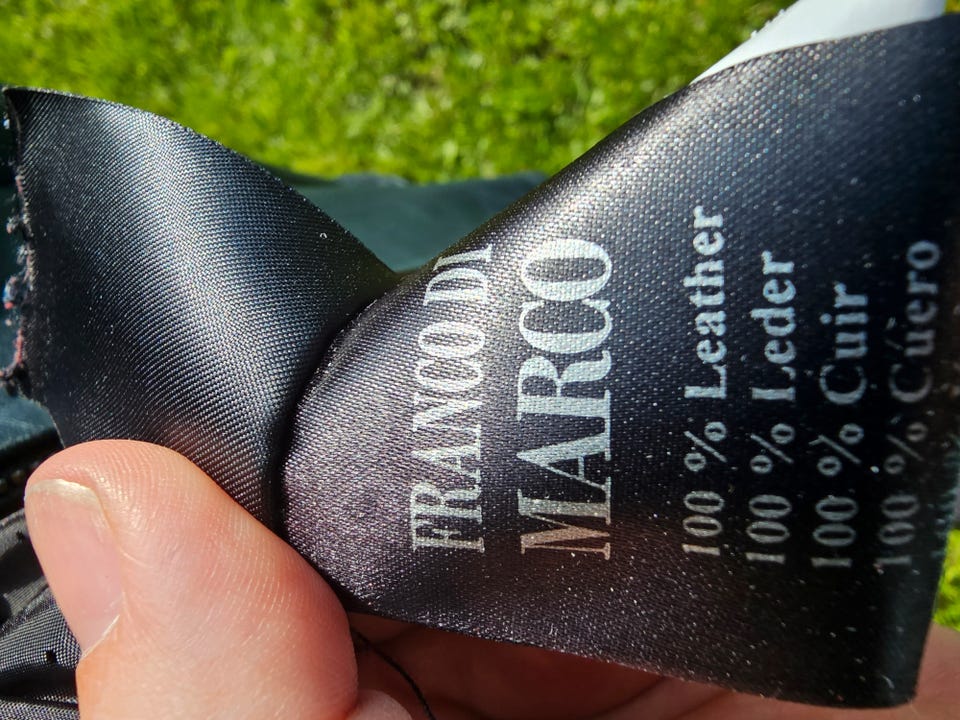 FRANCO DI
MARCO
100 % Leather
100 % Leder
100 % Cuir
100 % Cuero